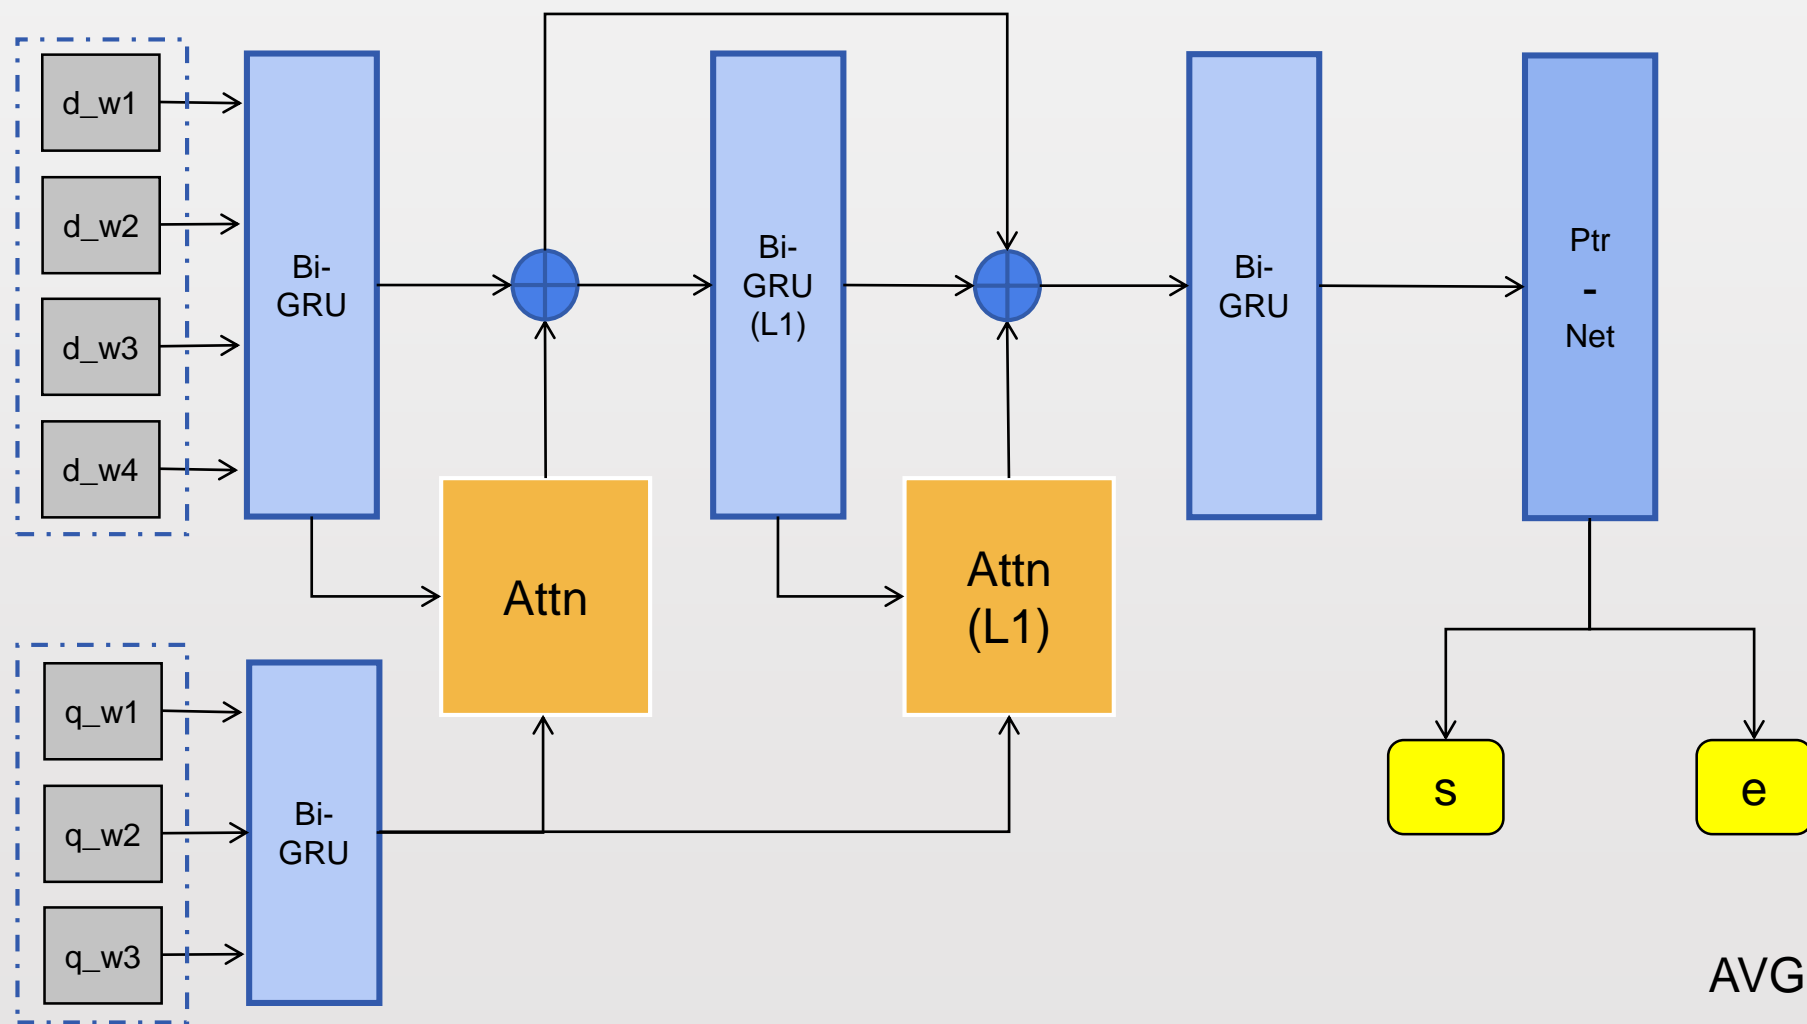 d_w1
d_w2
d_w3
d_w4
Bi-
GRU
Bi-
GRU
(L1)
Bi-
GRU
Ptr
-
Net
Attn
Attn
(L1)
q_w1
q_w2
q_w3
Bi-
GRU
s
e
AVG